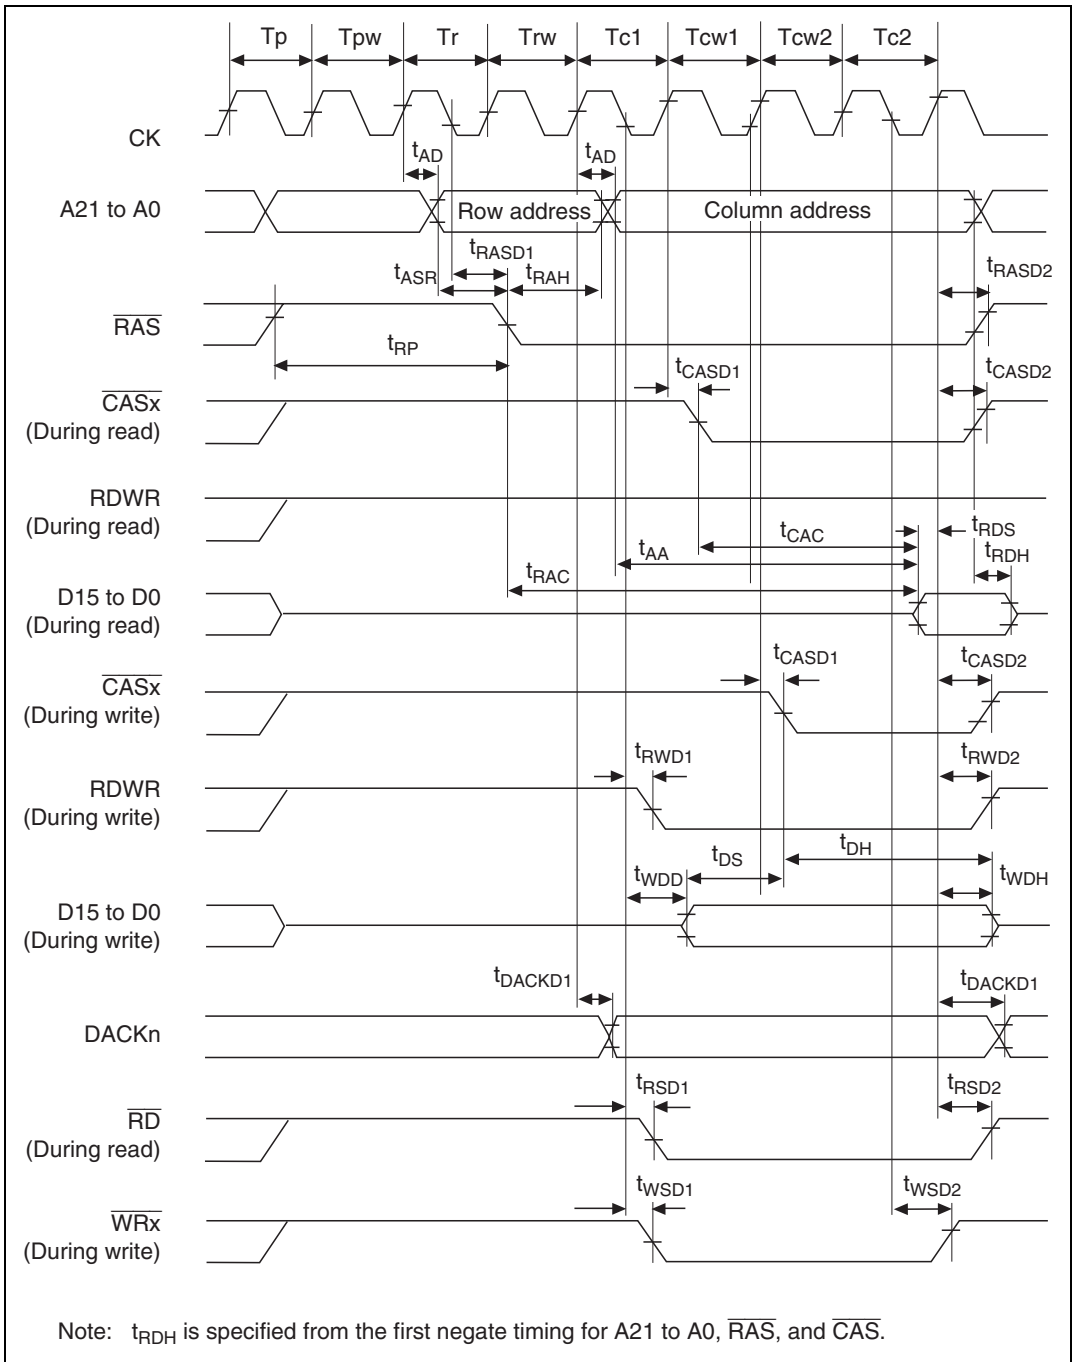 Tp Tpw Tr Trw Tc1 Tcw1 Tcw2 Tc2
CK
tAD tAD
A21 to A0 Row address Column address
tRASD1
tASR tRAH tRASD2
RAS
tRP
tCASD1 tCASD2
CASx
(During read)
RDWR
(During read)
tRDS
tCAC
tRDH
tAA
tRAC
D15 to D0
(During read)
tCASD1 tCASD2
CASx
(During write)
tRWD1 tRWD2
RDWR
(During write)
tDH
tDS
tWDD tWDH
D15 to D0
(During write)
tDACKD1 tDACKD1
DACKn
tRSD1 tRSD2
RD
(During read)
tWSD1 tWSD2
WRx
(During write)
Note: tRDH is specified from the first negate timing for A21 to A0, RAS, and CAS.